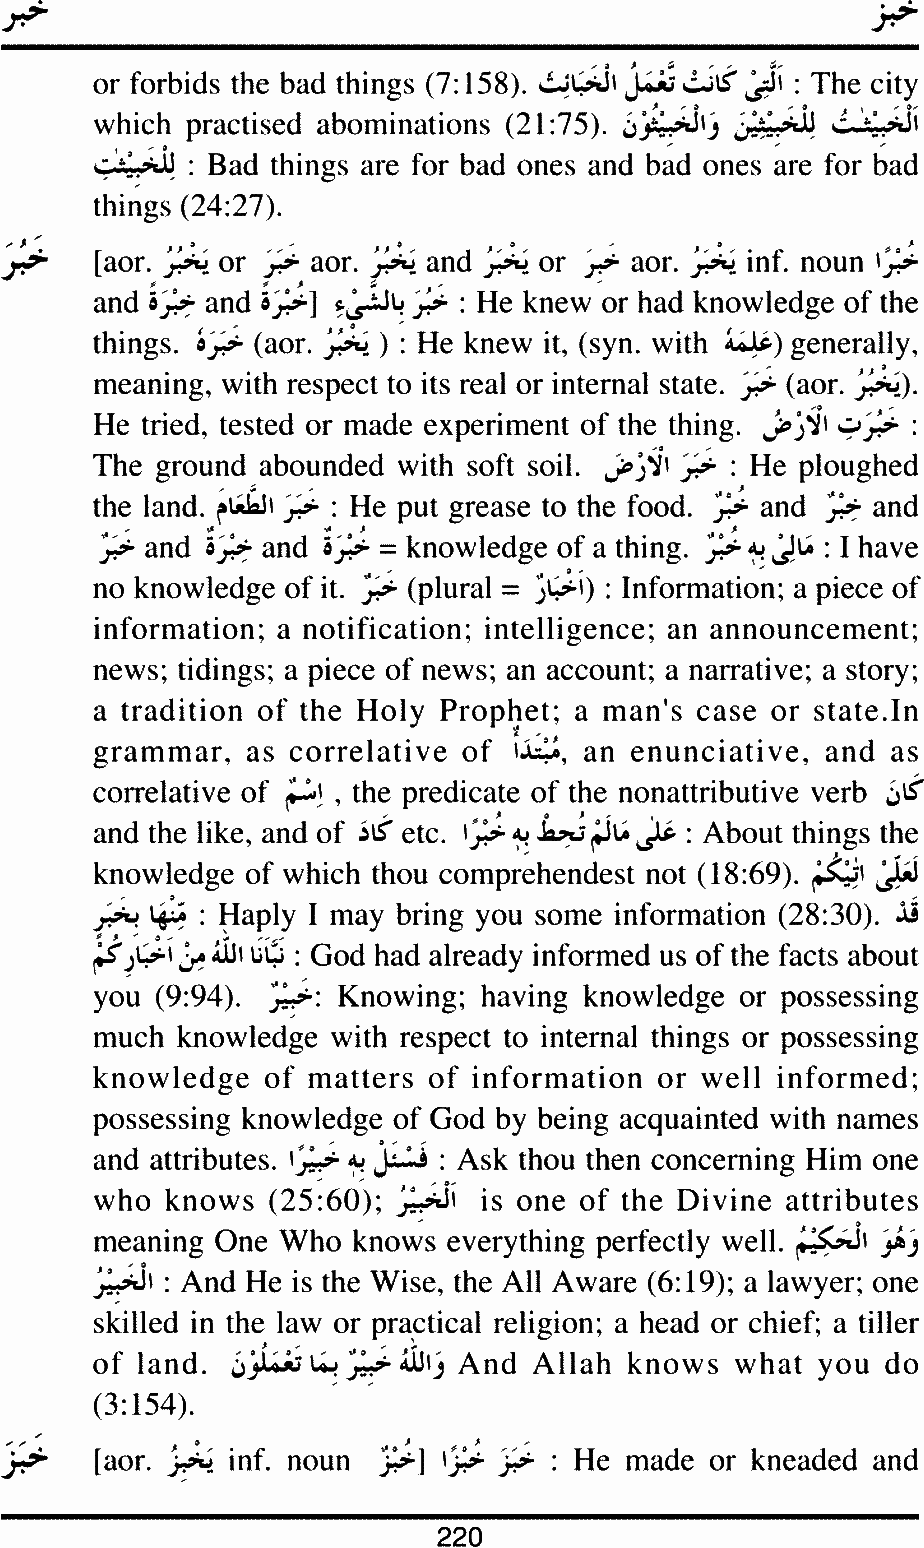 خبر خبز
or forbids the bad things (7:158). اَلَّتِیْ كَانَتْ تَعْمَلُ الْخَبَائِثَ : The city
which practised abominations (21:75). اَلْخَبِيْثٰتُ لِلْخَبِيْثِيْنَ وَالْخَبِيْثُوْنَ
لِلْخَبِيْثٰتِ : Bad things are for bad ones and bad ones are for bad
things (24:27).
خَبُرَ [aor. يَخْبُرُ or خَبَرَ aor. يَخْبُرُ and يَخْبَرُ or خَبِرَ aor. يَخْبَرُ inf. noun خُبْرًا
and خِبْرَةً and خُبْرَةً] خَبُرَ بِالشَّيْءِ : He knew or had knowledge of the
things. خَبَرَهُ (aor. يَخْبُرُ ) : He knew it, (syn. with عَلِمَهُ) generally,
meaning, with respect to its real or internal state. خَبَرَ (aor. يَخْبُرُ).
He tried, tested or made experiment of the thing. خَبُرَتِ الْاَرْضُ :
The ground abounded with soft soil. خَبَرَ الْاَرْضَ : He ploughed
the land. خَبَرَ الطَّعَامَ : He put grease to the food. خُبْرٌ and خِبْرٌ and
خَبَرٌ and خِبْرَةٌ and خُبْرَةٌ = knowledge of a thing. مَالِیْ بِهٖ خُبْرٌ : I have
no knowledge of it. خَبَرٌ (plural = اَخْبَارٌ) : Information; a piece of
information; a notification; intelligence; an announcement;
news; tidings; a piece of news; an account; a narrative; a story;
a tradition of the Holy Prophet; a man's case or state.In
grammar, as correlative of مُبْتَدَأٌ, an enunciative, and as
correlative of اِسْمٌ , the predicate of the nonattributive verb كَانَ
and the like, and of كَادَ etc. عَلٰی مَالَمْ تُحِطْ بِهٖ خُبْرًا : About things the
knowledge of which thou comprehendest not (18:69). لَعَلِّیْ اٰتِيْكُمْ
مِّنْهَا بِخَبَرٍ : Haply I may bring you some information (28:30). قَدْ
نَبَّاَنَا اللّٰهُ مِنْ اَخْبَارِكُمْ : God had already informed us of the facts about
you (9:94). خَبِيْرٌ: Knowing; having knowledge or possessing
much knowledge with respect to internal things or possessing
knowledge of matters of information or well informed;
possessing knowledge of God by being acquainted with names
and attributes. فَسْئَلْ بِهٖ خَبِيْرًا : Ask thou then concerning Him one
who knows (25:60); اَلْخَبِيْرُ is one of the Divine attributes
meaning One Who knows everything perfectly well. وَهُوَ الْحَكِيْمُ
الْخَبِيْرُ : And He is the Wise, the All Aware (6:19); a lawyer; one
skilled in the law or practical religion; a head or chief; a tiller
of land. وَاللّٰهُ خَبِيْرٌ بِمَا تَعْمَلُوْنَ And Allah knows what you do
(3:154).
خَبَزَ [aor. يَخْبِزُ inf. noun خُبْزٌ] خَبَزَ خُبْزًا : He made or kneaded and
220